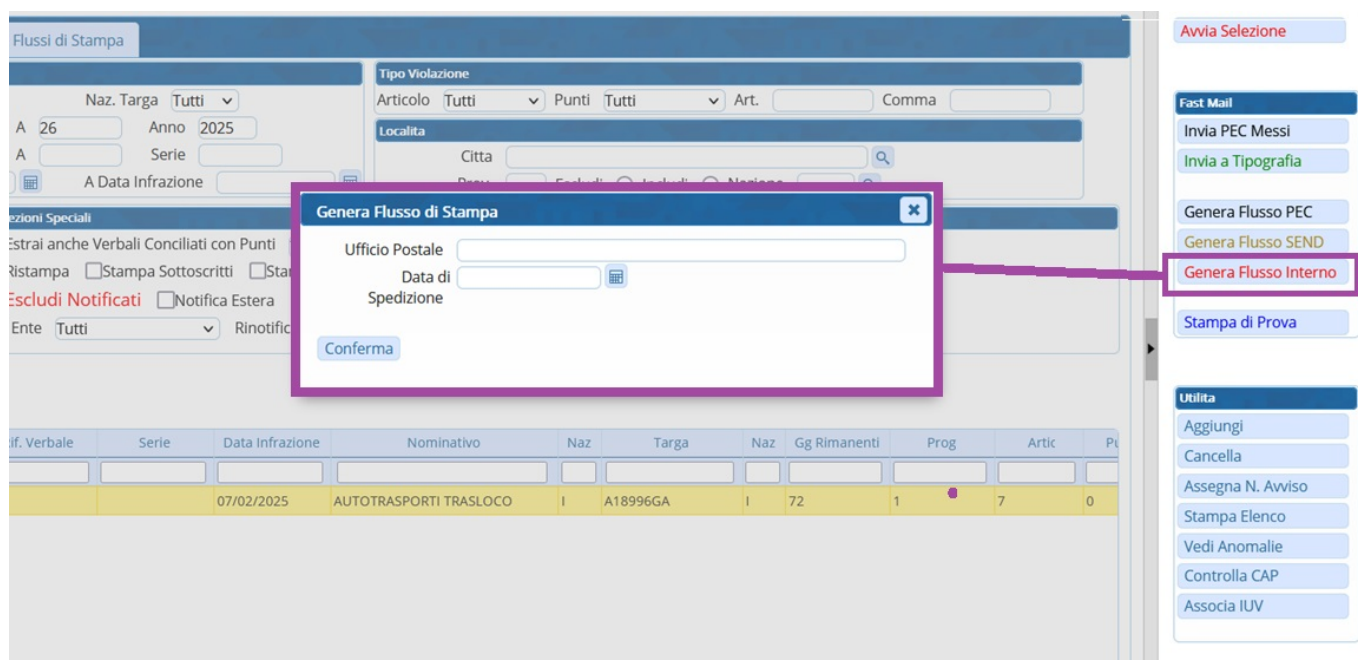 Flussi di Stampa
Avvia Selezione
Tipo Violazione
Naz. Targa Tutti
Articolo Tutti Punti Tutti Art. Comma
A 26 Anno 2025
Localita
A Serie
Citta
A Data Infrazione
Fast Mail
Invia PEC Messi
Invia a Tipografia
Genera Flusso PEC
Genera Flusso SEND
Genera Flusso Interno
Stampa di Prova
Genera Flusso di Stampa
Ufficio Postale
Data di
Spedizione
Conferma
ezioni Speciali
Estrai anche Verbali Conciliati con Punti
Ristampa Stampa Sottoscritti
Escludi Notificati Notifica Estera
Ente Tutti Rinotific
Utilita
Aggiungi
Cancella
Assegna N. Avviso
Stampa Elenco
Vedi Anomalie
Controlla CAP
Associa IUV
tif. Verbale Serie Data Infrazione Nominativo Naz Targa Naz Gg Rimanenti Prog Artic
07/02/2025 AUTOTRASPORTI TRASLOCO I A18996GA I 72 1 7 0